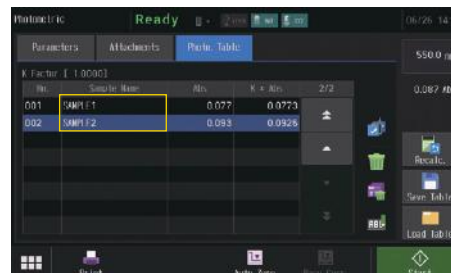 Photometric Ready 06/26 14
Parameters Attachments Photo. Table
550.0 n
K Factor [ 1.0000]
No. Sample Name Abs K * Abs 2/2
0.087 Ab
001 SAMPLE1 0.077 0.0773
002 SAMPLE2 0.093 0.0926
Recalc.
Save Table
Load Table
Print Auto Zero Start